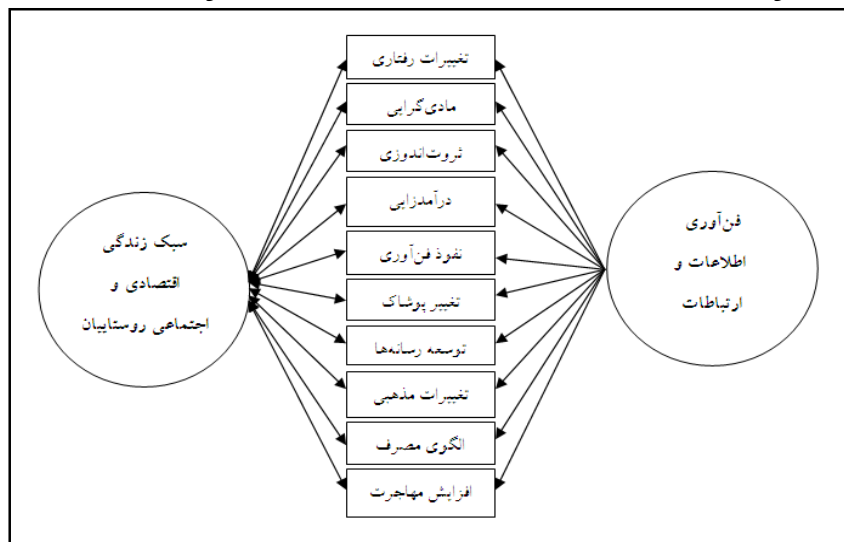 فن‌آوری
اطلاعات و
ارتباطات
تغییرات رفتاری
مادی‌گرایی
ثروت‌اندوزی
درآمدزایی
نفوذ فن‌آوری
تغییر پوشاک
توسعه رسانه‌ها
تغییرات مذهبی
الگوی مصرف
افزایش مهاجرت
سبک زندگی
اقتصادی و
اجتماعی روستاییان